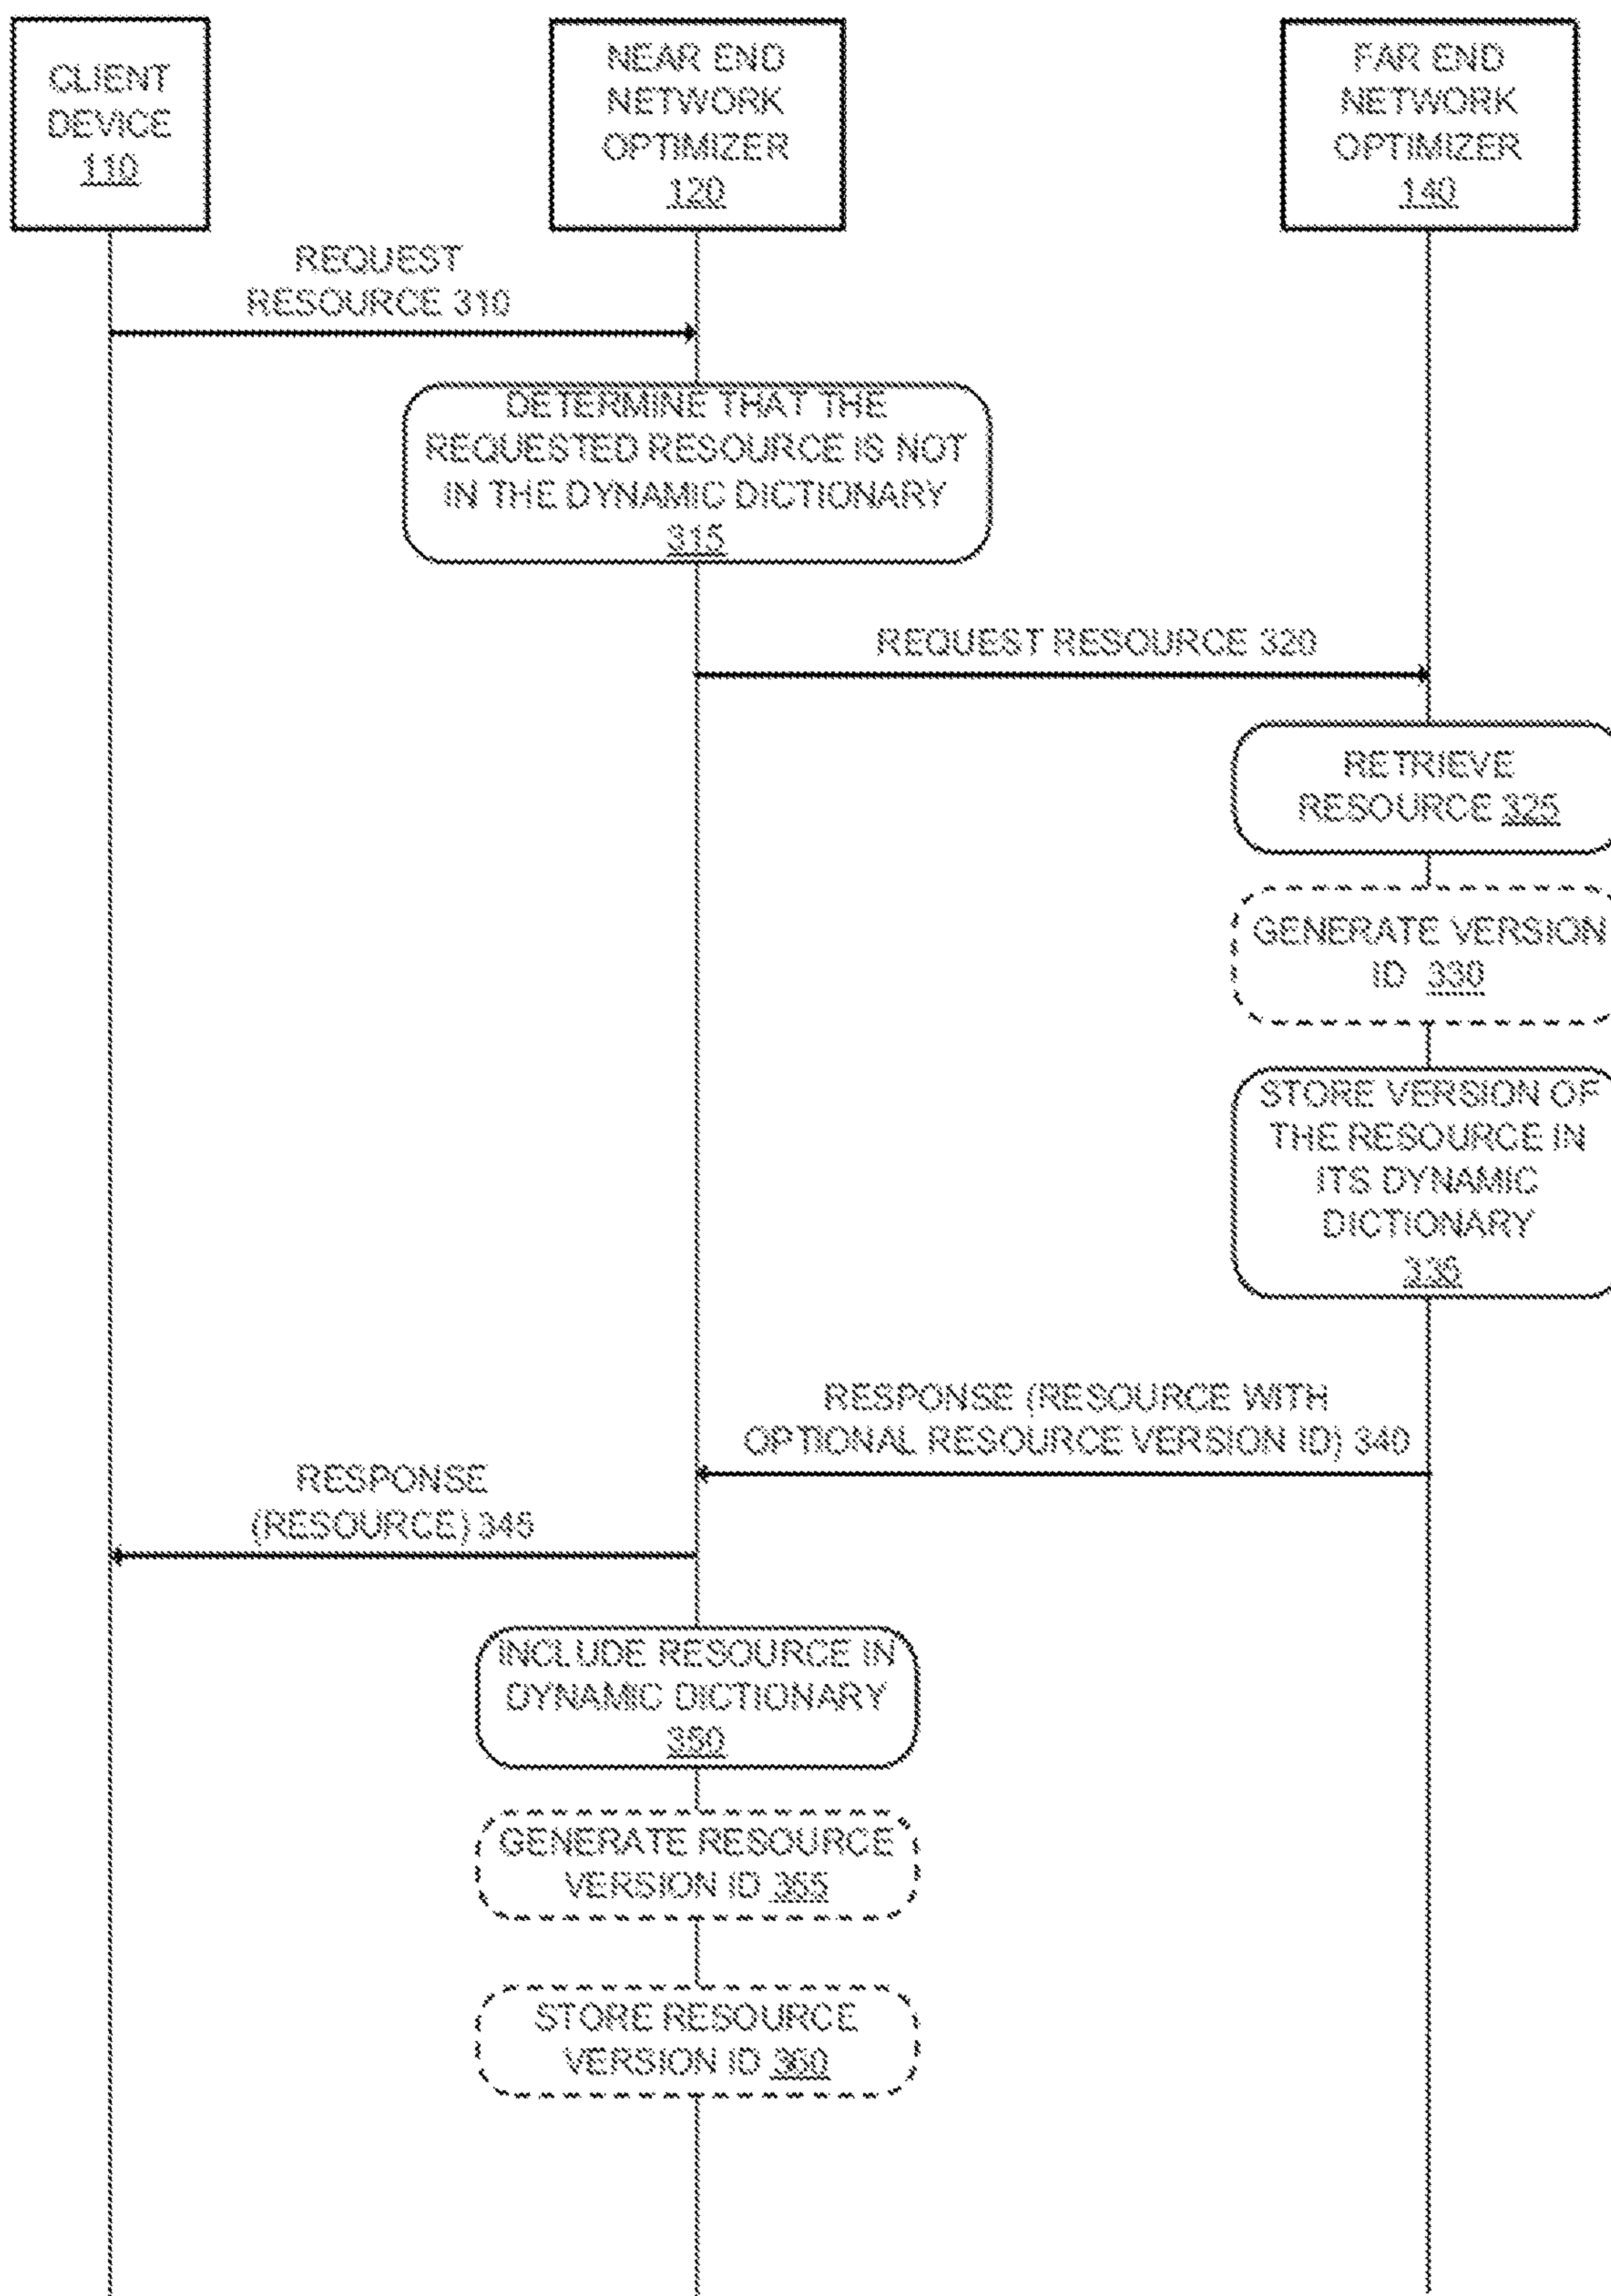 CLIENT
DEVICE
110
NEAR END
NETWORK
OPTIMIZER
120
FAR END
NETWORK
OPTIMIZER
140
REQUEST
RESOURCE 310
DETERMINE THAT THE
REQUESTED RESOURCE IS NOT
IN THE DYNAMIC DICTIONARY
315
REQUEST RESOURCE 320
RETRIEVE
RESOURCE 325
GENERATE VERSION
ID 330
STORE VERSION OF
THE RESOURCE IN
ITS DYNAMIC
DICTIONARY
335
RESPONSE (RESOURCE WITH
OPTIONAL RESOURCE VERSION ID) 340
RESPONSE
(RESOURCE) 345
INCLUDE RESOURCE IN
DYNAMIC DICTIONARY
350
GENERATE RESOURCE
VERSION ID 355
STORE RESOURCE
VERSION ID 360